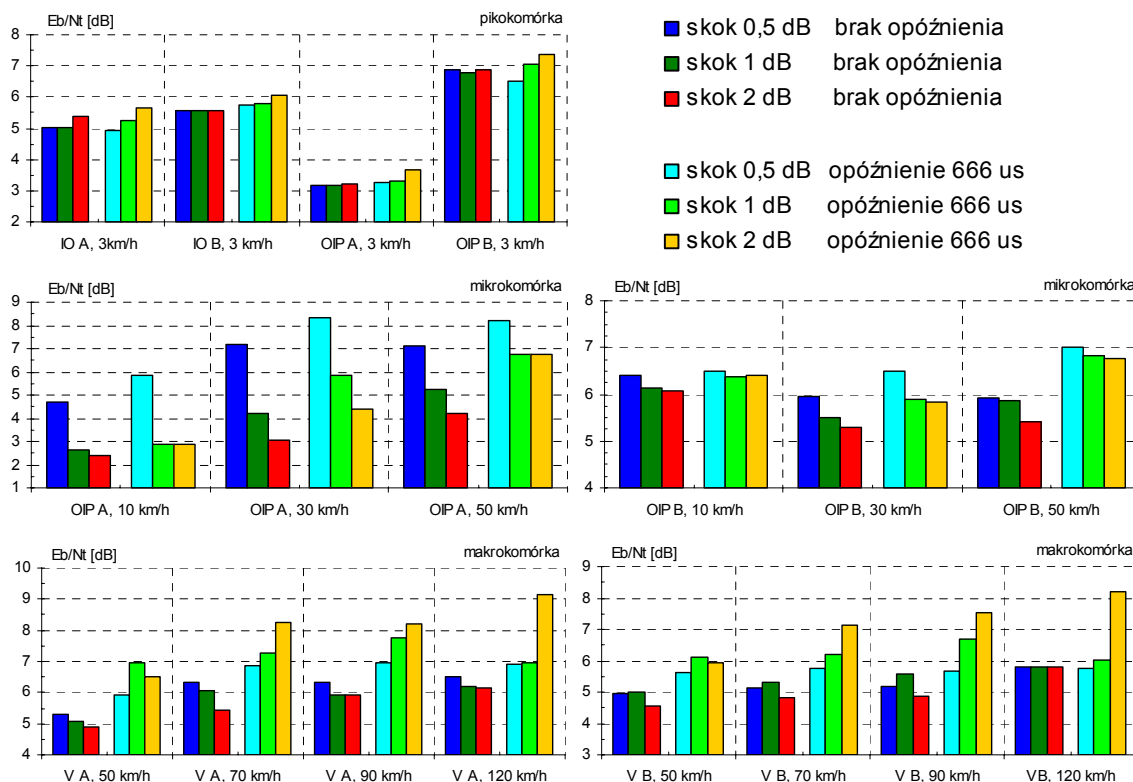 Eb/Nt [dB]
pikokomórka
8
7
6
5
4
3
2
IO A, 3km/h
IO B, 3 km/h
OIP A, 3 km/h
OIP B, 3 km/h
skok 0,5 dB brak opóźnienia
skok 1 dB brak opóźnienia
skok 2 dB brak opóźnienia
skok 0,5 dB opóźnienie 666 us
skok 1 dB opóźnienie 666 us
skok 2 dB opóźnienie 666 us
Eb/Nt [dB]
mikrokomórka
9
8
7
6
5
4
3
2
1
OIP A, 10 km/h
OIP A, 30 km/h
OIP A, 50 km/h
Eb/Nt [dB]
mikrokomórka
8
7
6
5
4
OIP B, 10 km/h
OIP B, 30 km/h
OIP B, 50 km/h
Eb/Nt [dB]
makrokomórka
10
9
8
7
6
5
4
V A, 50 km/h
V A, 70 km/h
V A, 90 km/h
V A, 120 km/h
Eb/Nt [dB]
makrokomórka
9
8
7
6
5
4
3
V B, 50 km/h
V B, 70 km/h
V B, 90 km/h
VB, 120 km/h